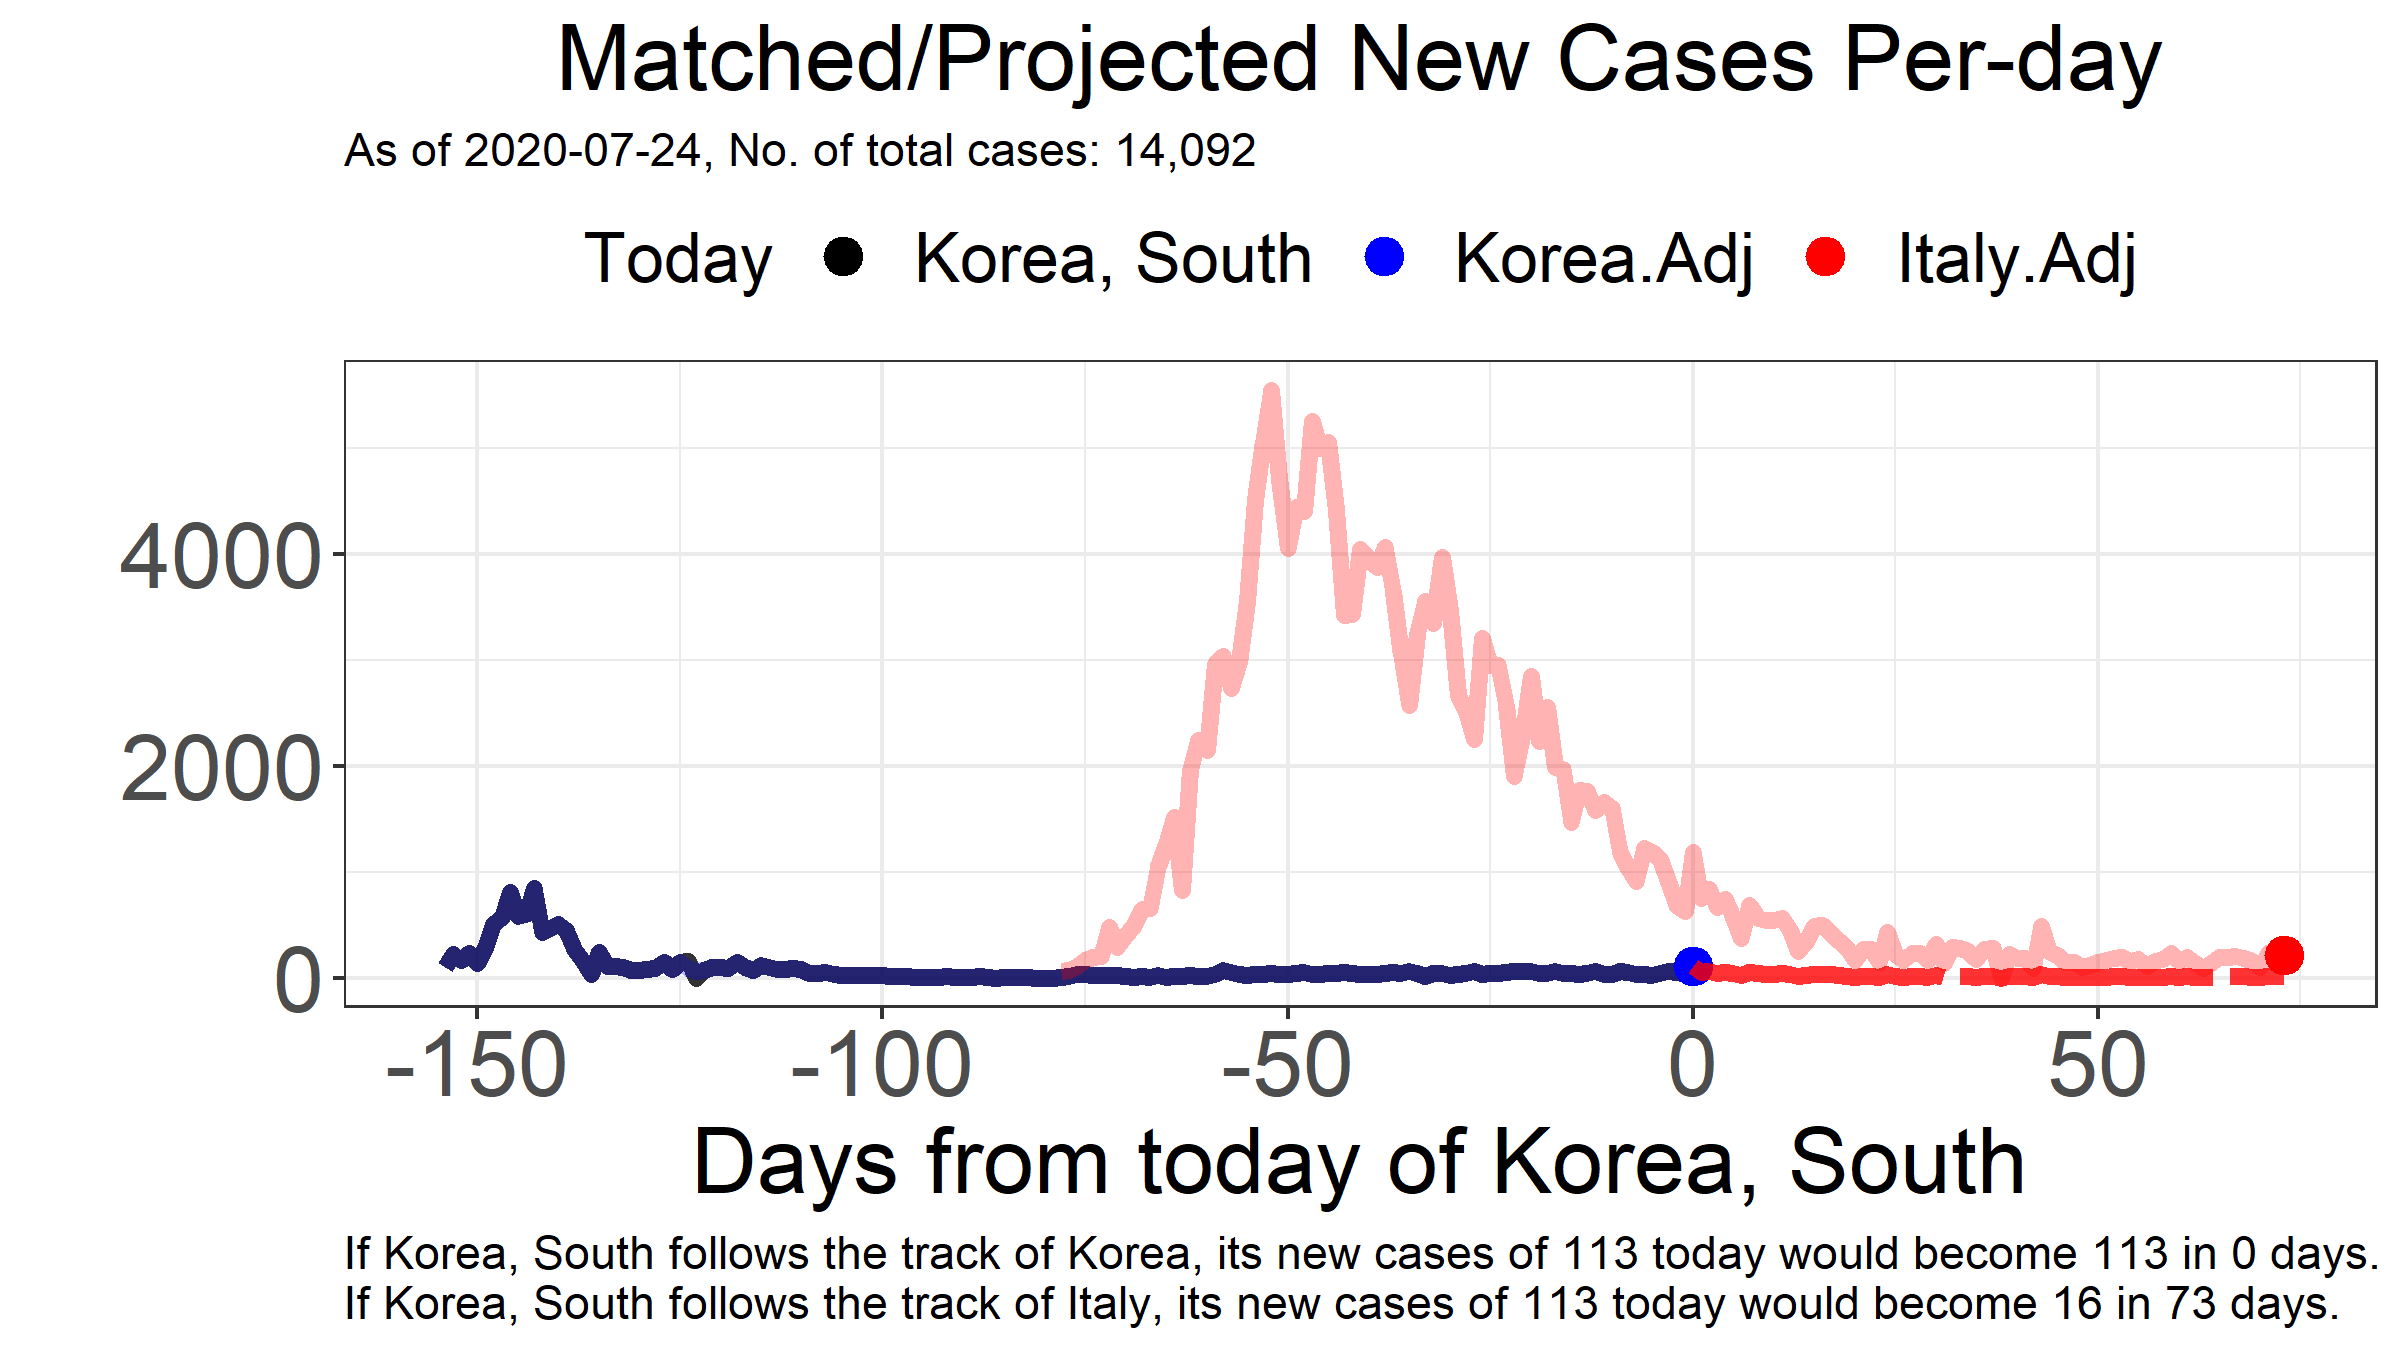 Matched/Projected New Cases Per-day
As of 2020-07-24, No. of total cases: 14,092
Today Korea, South Korea.Adj Italy.Adj
4000
2000
0
-150 -100 -50 0 50
Days from today of Korea, South
If Korea, South follows the track of Korea, its new cases of 113 today would become 113 in 0 days.
If Korea, South follows the track of Italy, its new cases of 113 today would become 16 in 73 days.